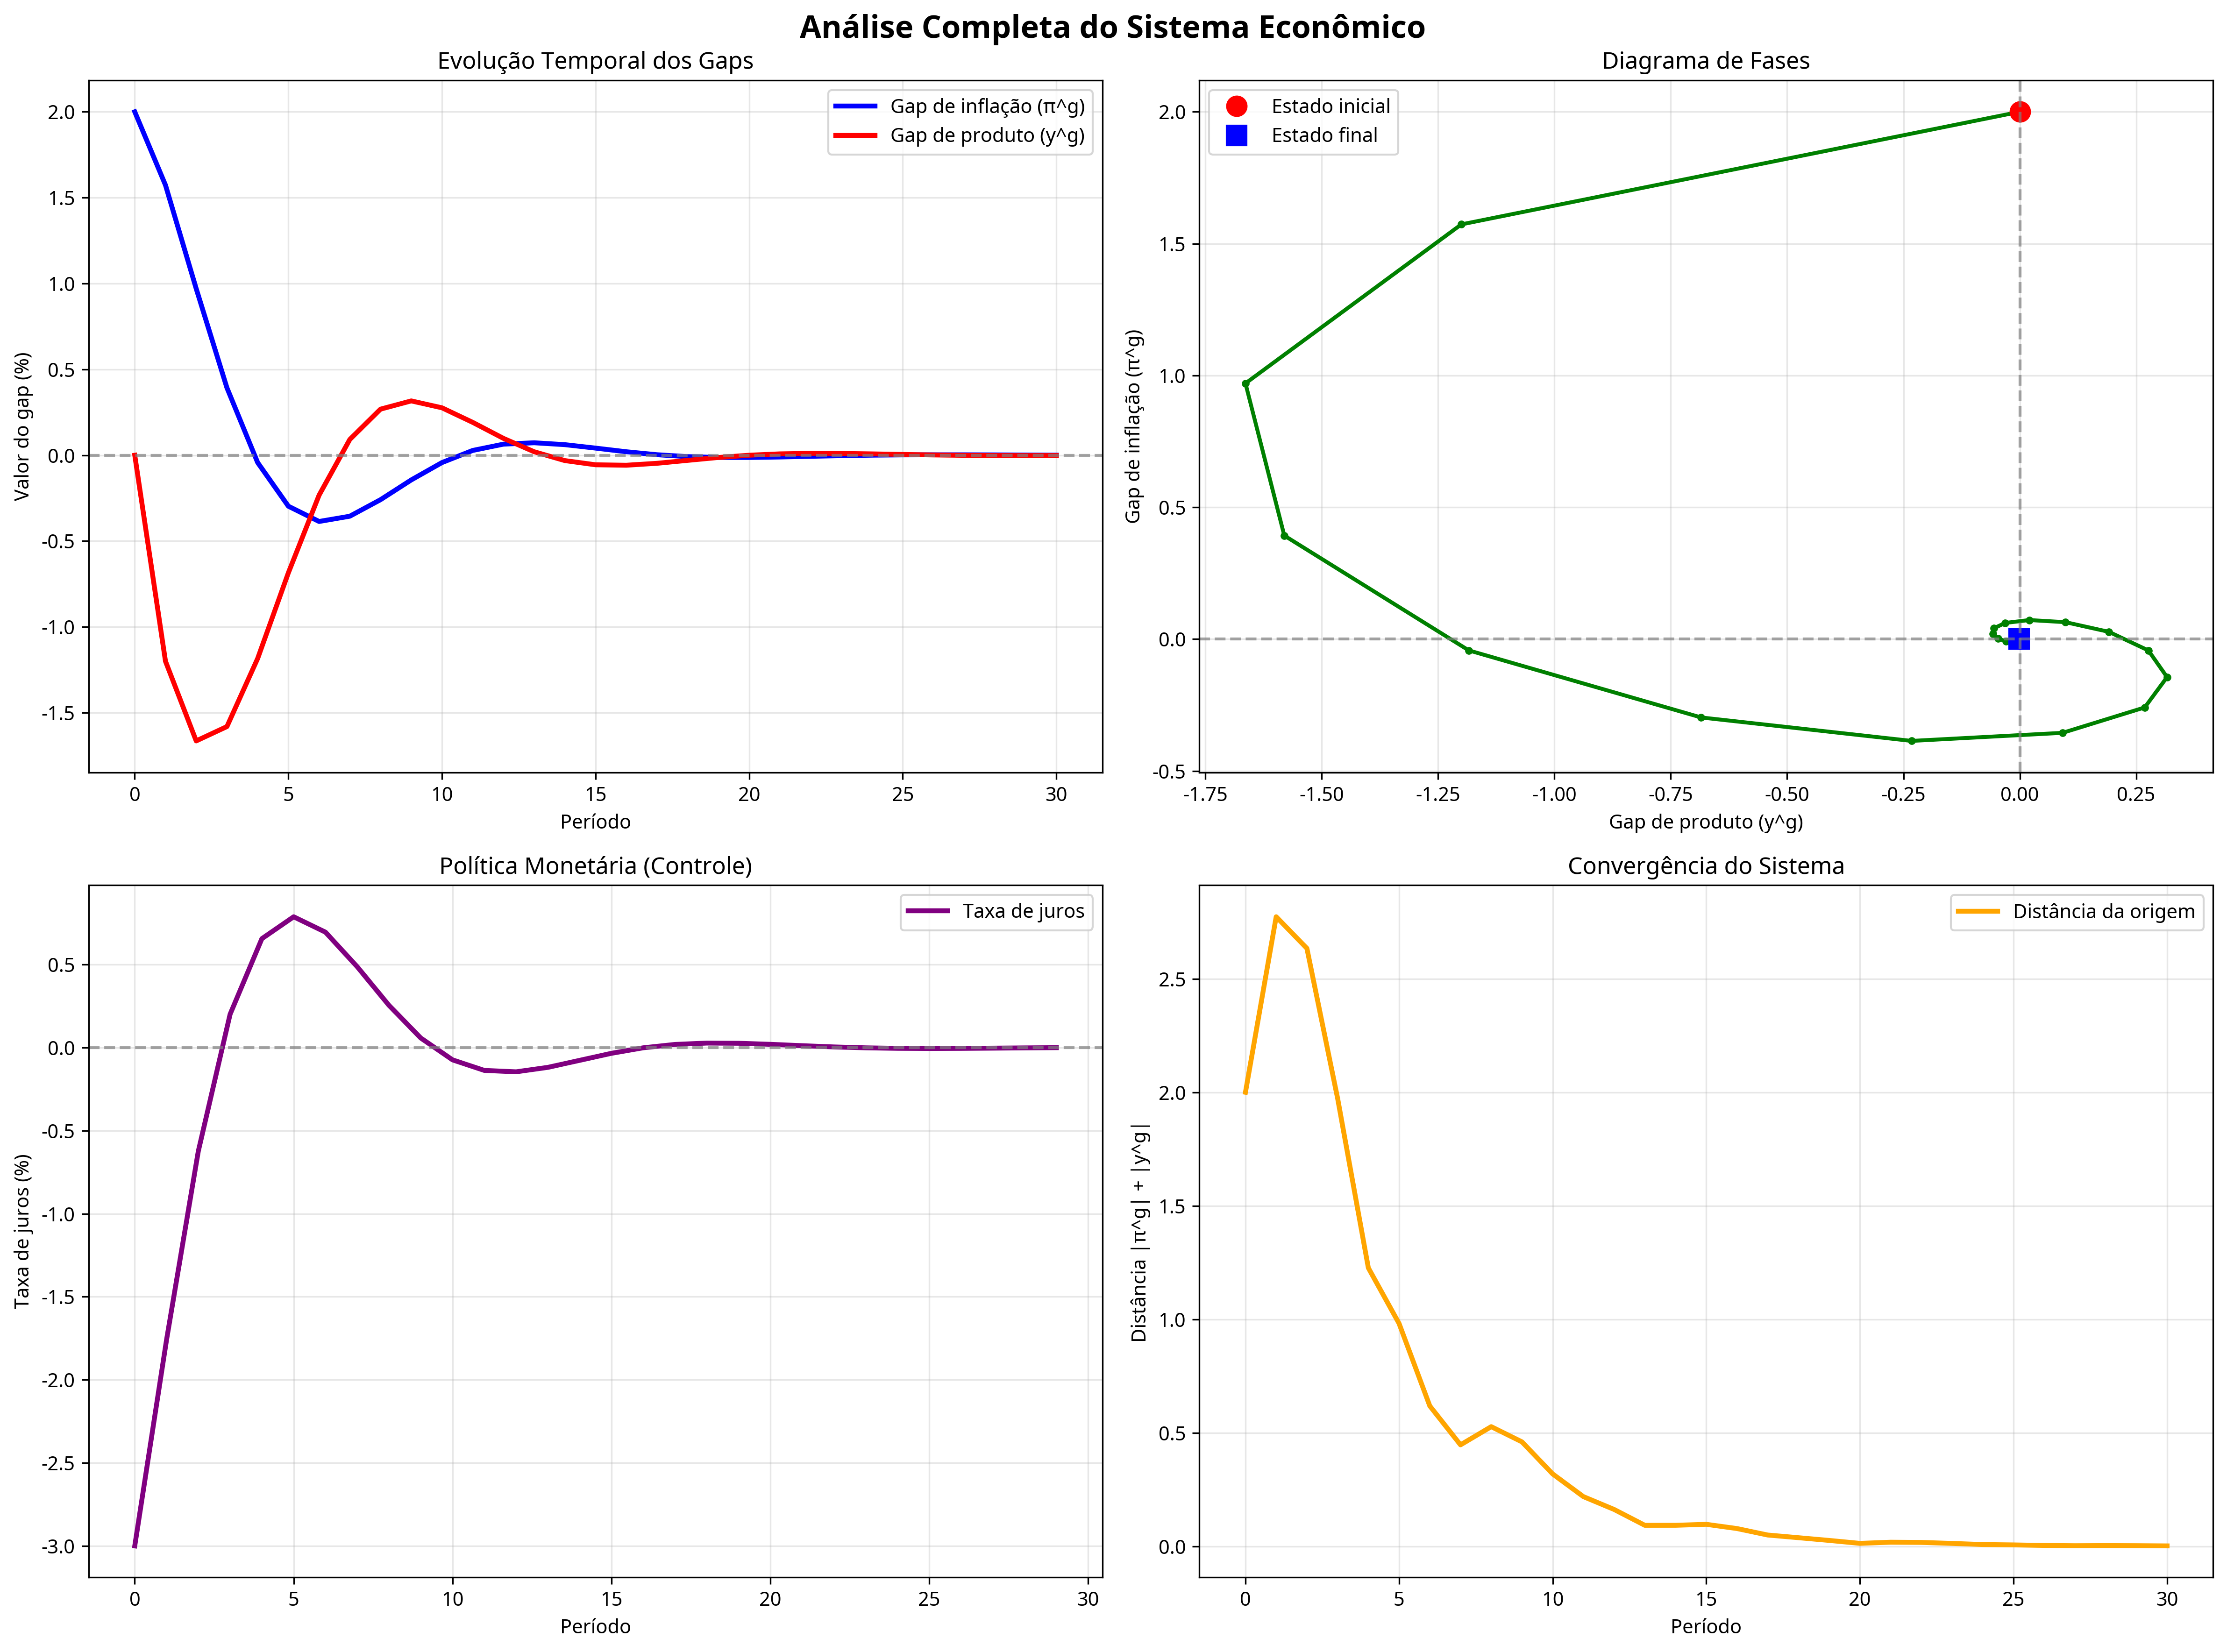 Análise Completa do Sistema Econômico
Evolução Temporal dos Gaps
Gap de inflação (π^g)
Gap de produto (y^g)
Valor do gap (%)
2.0
1.5
1.0
0.5
0.0
-0.5
-1.0
-1.5
0 5 10 15 20 25 30
Período
Diagrama de Fases
Estado inicial
Estado final
Gap de inflação (π^g)
2.0
1.5
1.0
0.5
0.0
-0.5
-1.75 -1.50 -1.25 -1.00 -0.75 -0.50 -0.25 0.00 0.25
Gap de produto (y^g)
Política Monetária (Controle)
Taxa de juros
Taxa de juros (%)
0.5
0.0
-0.5
-1.0
-1.5
-2.0
-2.5
-3.0
0 5 10 15 20 25 30
Período
Convergência do Sistema
Distância da origem
Distância |π^g| + |y^g|
2.5
2.0
1.5
1.0
0.5
0.0
0 5 10 15 20 25 30
Período